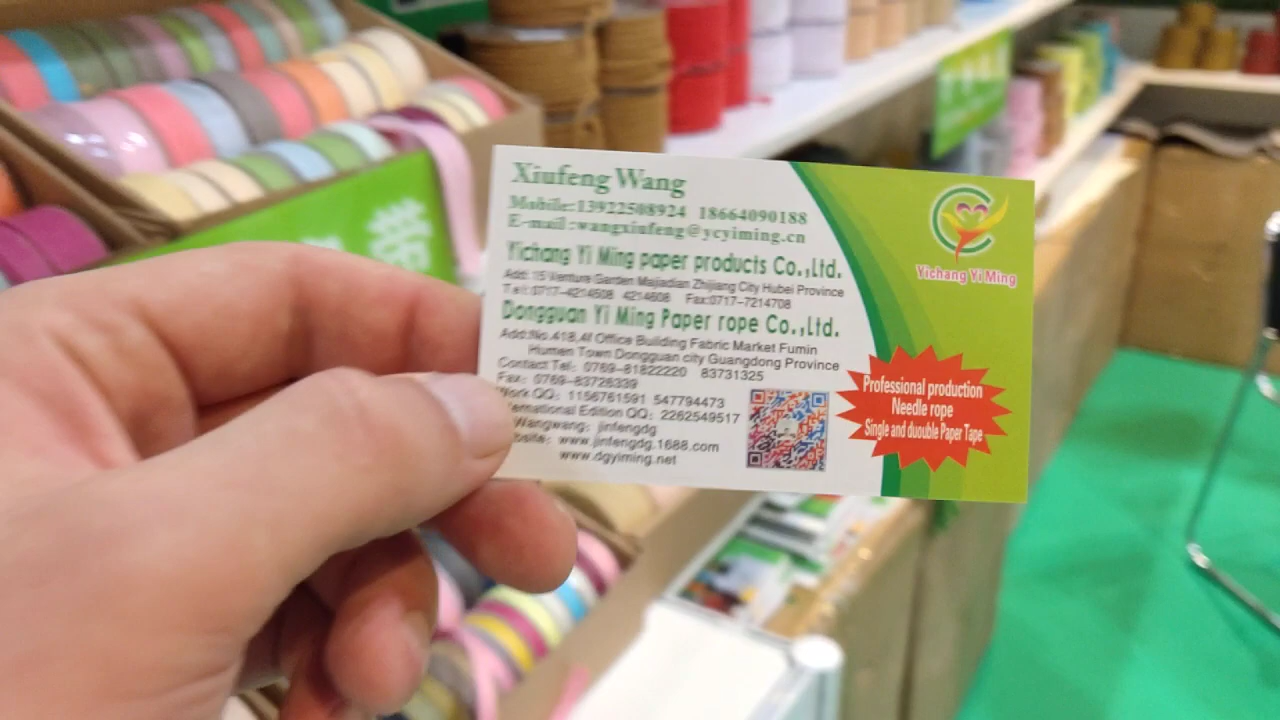 Xiufeng Wang
Mobile:13922508924 18664090188
E-mail:wangxiufeng@ycyiming.cn
Yichang Yi Ming paper products Co.,Ltd.
Add: 15 Venture Garden Majiadian Zhijiang City Hubei Province
Tel:0717-4214608 4214608 Fax:0717-7214708
Dongguan Yi Ming Paper rope Co.,Ltd.
Add:No.418,4f Office Building Fabric Market Fumin
Humen Town Dongguan city Guangdong Province
Contact Tel: 0769-81822220 83731325
Fax: 0769-83726339
Work QQ: 1156761591 547794473
Edition QQ: 2262549517
Wangwang: jinfengdg
www.jinfengdg.1688.com
www.dgyiming.net
Yichang Yi Ming
Professional production
Needle rope
Single and duouble Paper Tape